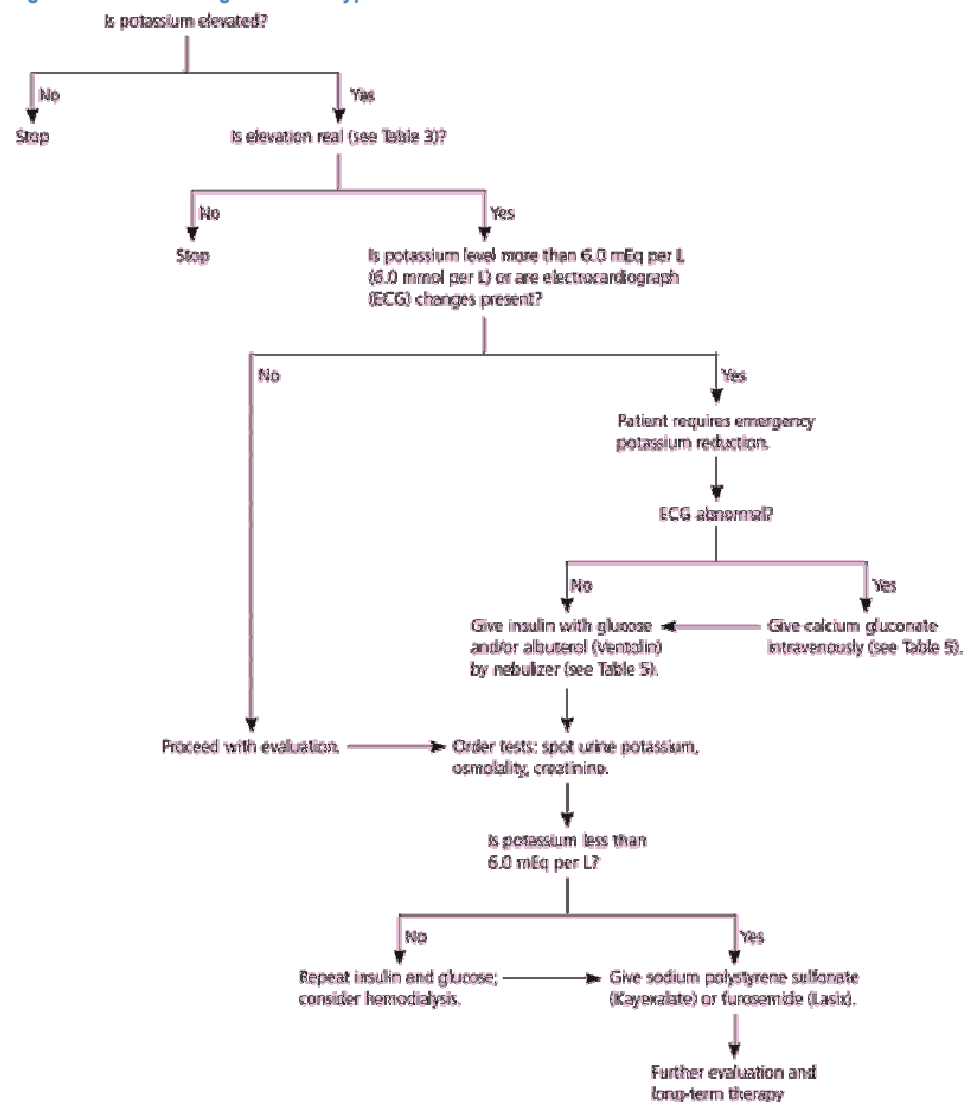 Is potassium elevated?
No
Yes
Stop
Is elevation real (see Table 3)?
No
Yes
Stop
Is potassium level more than 6.0 mEq per L
(6.0 mmol per L) or are electrocardiograph
(ECG) changes present?
No
Yes
Patient requires emergency
potassium reduction.
ECG abnormal?
No
Yes
Give insulin with glucose
and/or albuterol (Ventolin)
by nebulizer (see Table 5).
Give calcium gluconate
intravenously (see Table 5).
Proceed with evaluation.
Order tests: spot urine potassium,
osmolality, creatinine.
Is potassium less than
6.0 mEq per L?
No
Yes
Repeat insulin and glucose;
consider hemodialysis.
Give sodium polystyrene sulfonate
(Kayexalate) or furosemide (Lasix).
Further evaluation and
long-term therapy